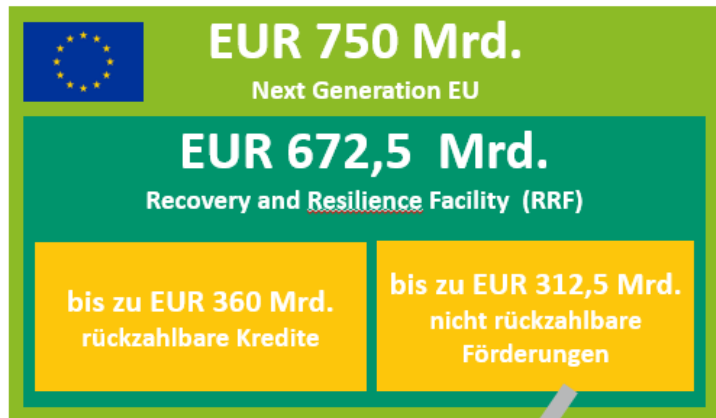 EUR 750 Mrd.
Next Generation EU
EUR 672,5 Mrd.
Recovery and Resilience Facility (RRF)
bis zu EUR 360 Mrd.
rückzahlbare Kredite
bis zu EUR 312,5 Mrd.
nicht rückzahlbare
Förderungen